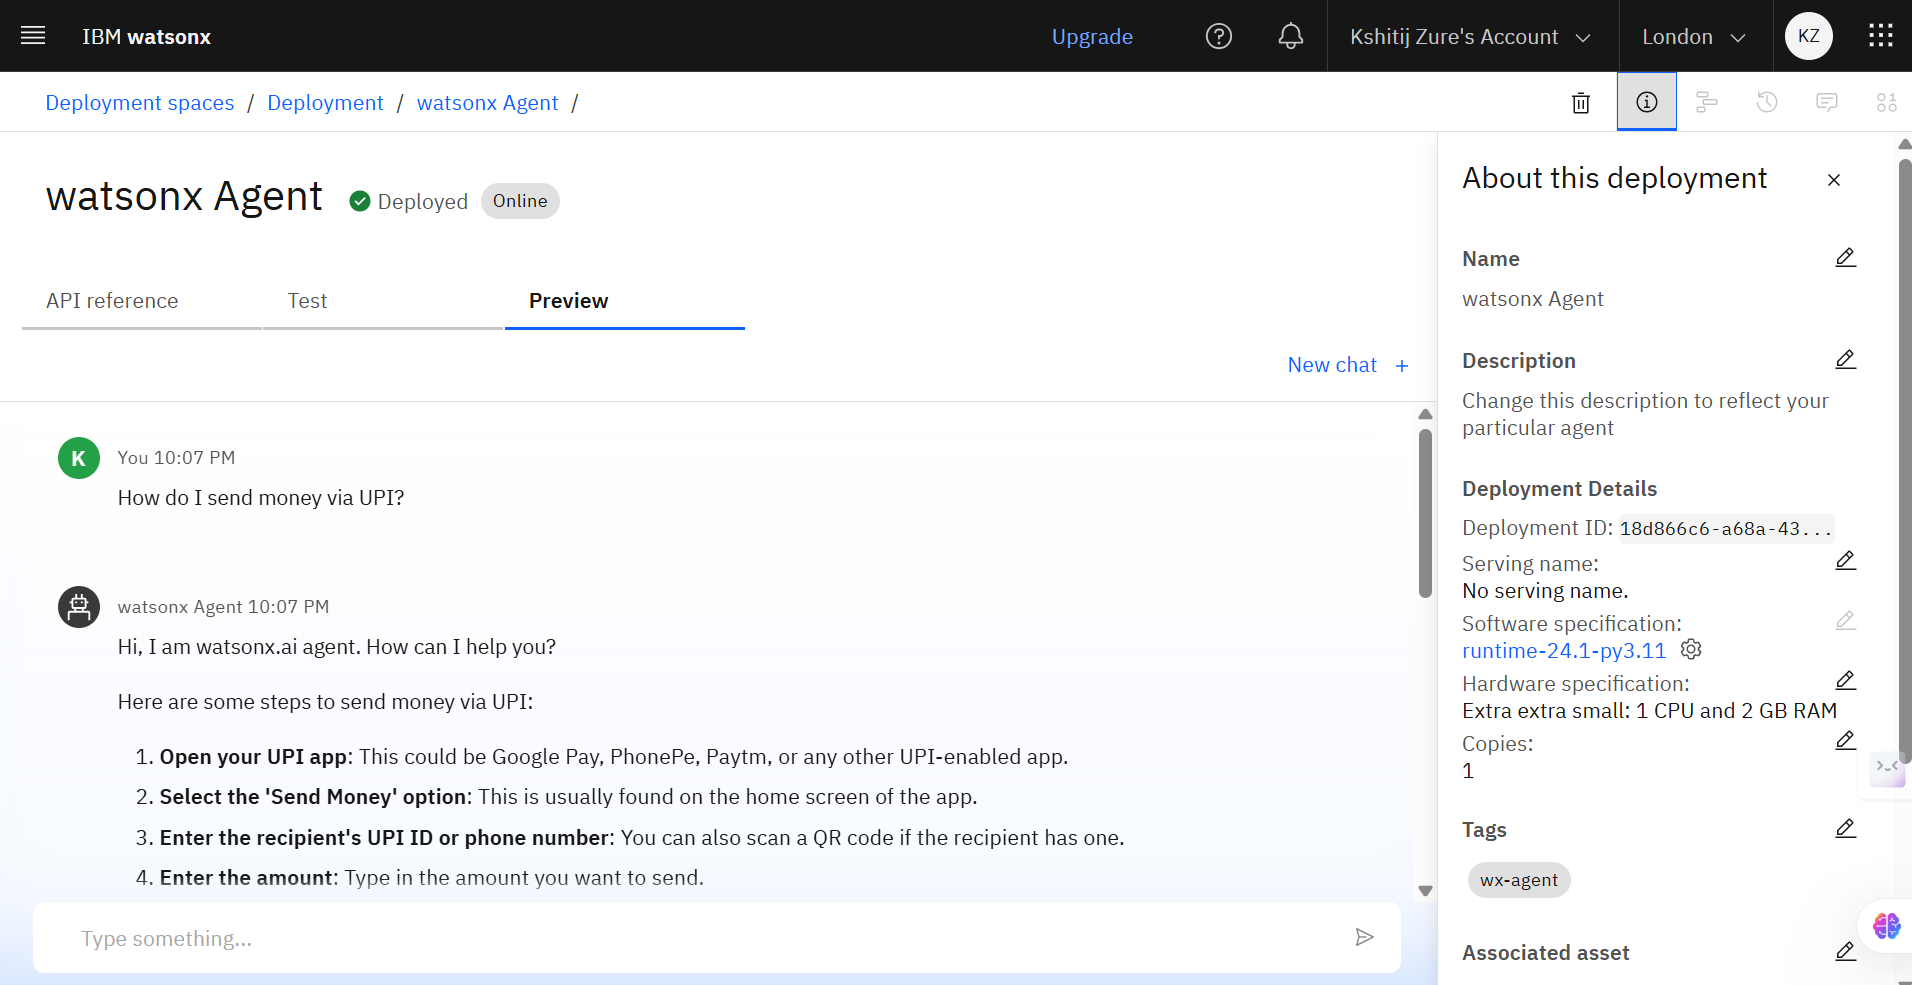 IBM watsonx
Upgrade
Kshitij Zure's Account
London
KZ
Deployment spaces / Deployment / watsonx Agent /
watsonx Agent
Deployed
Online
API reference
Test
Preview
New chat +
K
You 10:07 PM
How do I send money via UPI?
watsonx Agent 10:07 PM
Hi, I am watsonx.ai agent. How can I help you?
Here are some steps to send money via UPI:
1. Open your UPI app: This could be Google Pay, PhonePe, Paytm, or any other UPI-enabled app.
2. Select the 'Send Money' option: This is usually found on the home screen of the app.
3. Enter the recipient's UPI ID or phone number: You can also scan a QR code if the recipient has one.
4. Enter the amount: Type in the amount you want to send.
Type something...
About this deployment
Name
watsonx Agent
Description
Change this description to reflect your
particular agent
Deployment Details
Deployment ID: 18d866c6-a68a-43...
Serving name:
No serving name.
Software specification:
runtime-24.1-py3.11
Hardware specification:
Extra extra small: 1 CPU and 2 GB RAM
Copies:
1
Tags
wx-agent
Associated asset